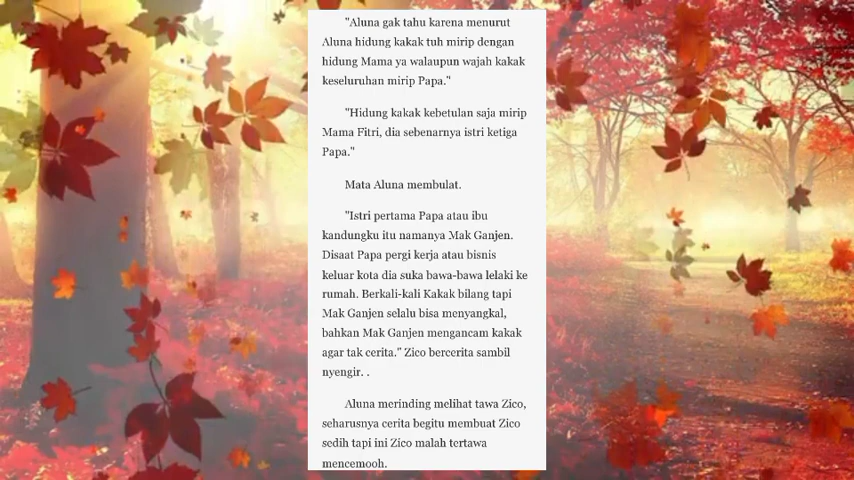 "Aluna gak tahu karena menurut
Aluna hidung kakak tuh mirip dengan
hidung Mama ya walaupun wajah kakak
keseluruhan mirip Papa."
"Hidung kakak kebetulan saja mirip
Mama Fitri, dia sebenarnya istri ketiga
Papa."
Mata Aluna membulat.
"Istri pertama Papa atau ibu
kandungku itu namanya Mak Ganjen.
Disaat Papa pergi kerja atau bisnis
keluar kota dia suka bawa-bawa lelaki ke
rumah. Berkali-kali Kakak bilang tapi
Mak Ganjen selalu bisa menyangkal,
bahkan Mak Ganjen mengancam kakak
agar tak cerita." Zico bercerita sambil
nyengir. .
Aluna merinding melihat tawa Zico,
seharusnya cerita begitu membuat Zico
sedih tapi ini Zico malah tertawa
mencemooh.